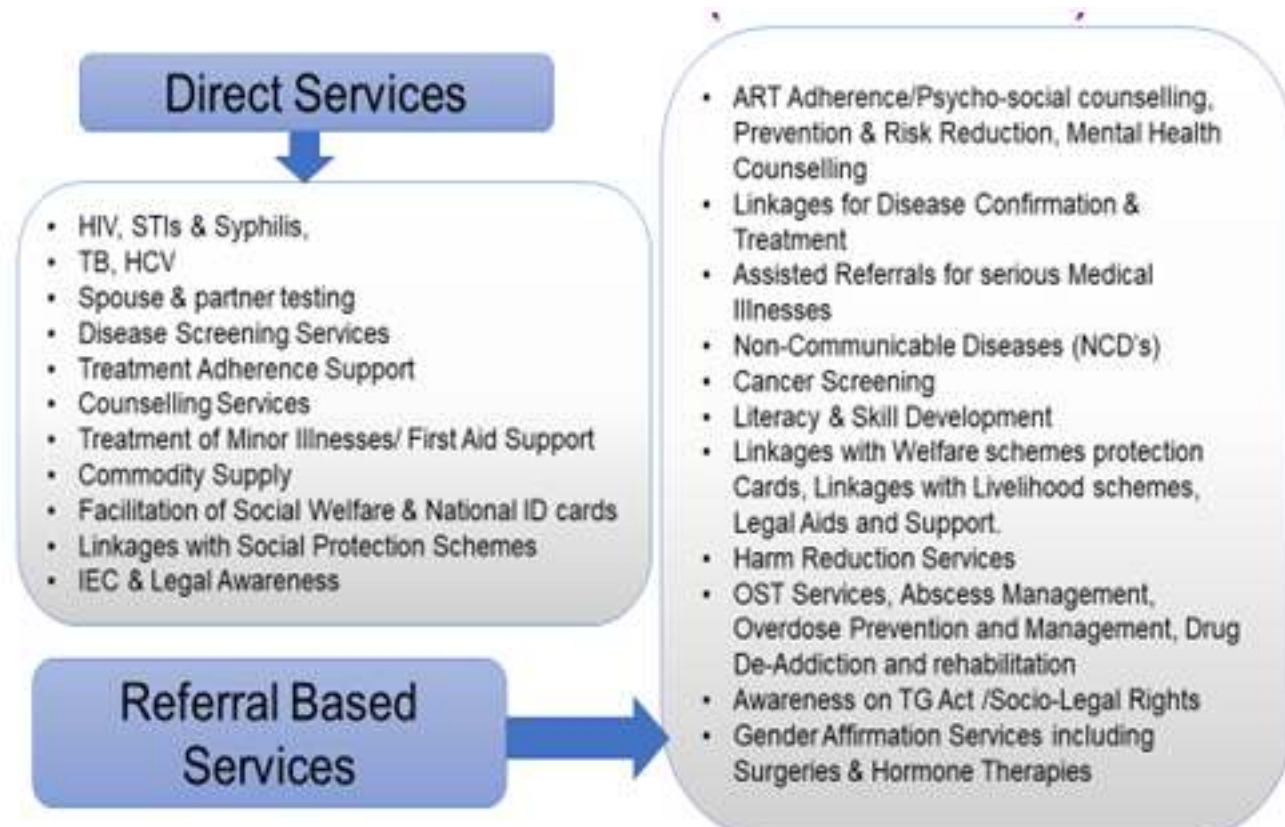 Direct Services
• HIV, STIs & Syphilis,
• TB, HCV
• Spouse & partner testing
• Disease Screening Services
• Treatment Adherence Support
• Counselling Services
• Treatment of Minor Illnesses/ First Aid Support
• Commodity Supply
• Facilitation of Social Welfare & National ID cards
• Linkages with Social Protection Schemes
• IEC & Legal Awareness
Referral Based
Services
• ART Adherence/Psycho-social counselling,
Prevention & Risk Reduction, Mental Health
Counselling
• Linkages for Disease Confirmation &
Treatment
• Assisted Referrals for serious Medical
Illnesses
• Non-Communicable Diseases (NCD's)
• Cancer Screening
• Literacy & Skill Development
• Linkages with Welfare schemes protection
Cards, Linkages with Livelihood schemes,
Legal Aids and Support.
• Harm Reduction Services
• OST Services, Abscess Management,
Overdose Prevention and Management, Drug
De-Addiction and rehabilitation
• Awareness on TG Act /Socio-Legal Rights
• Gender Affirmation Services including
Surgeries & Hormone Therapies